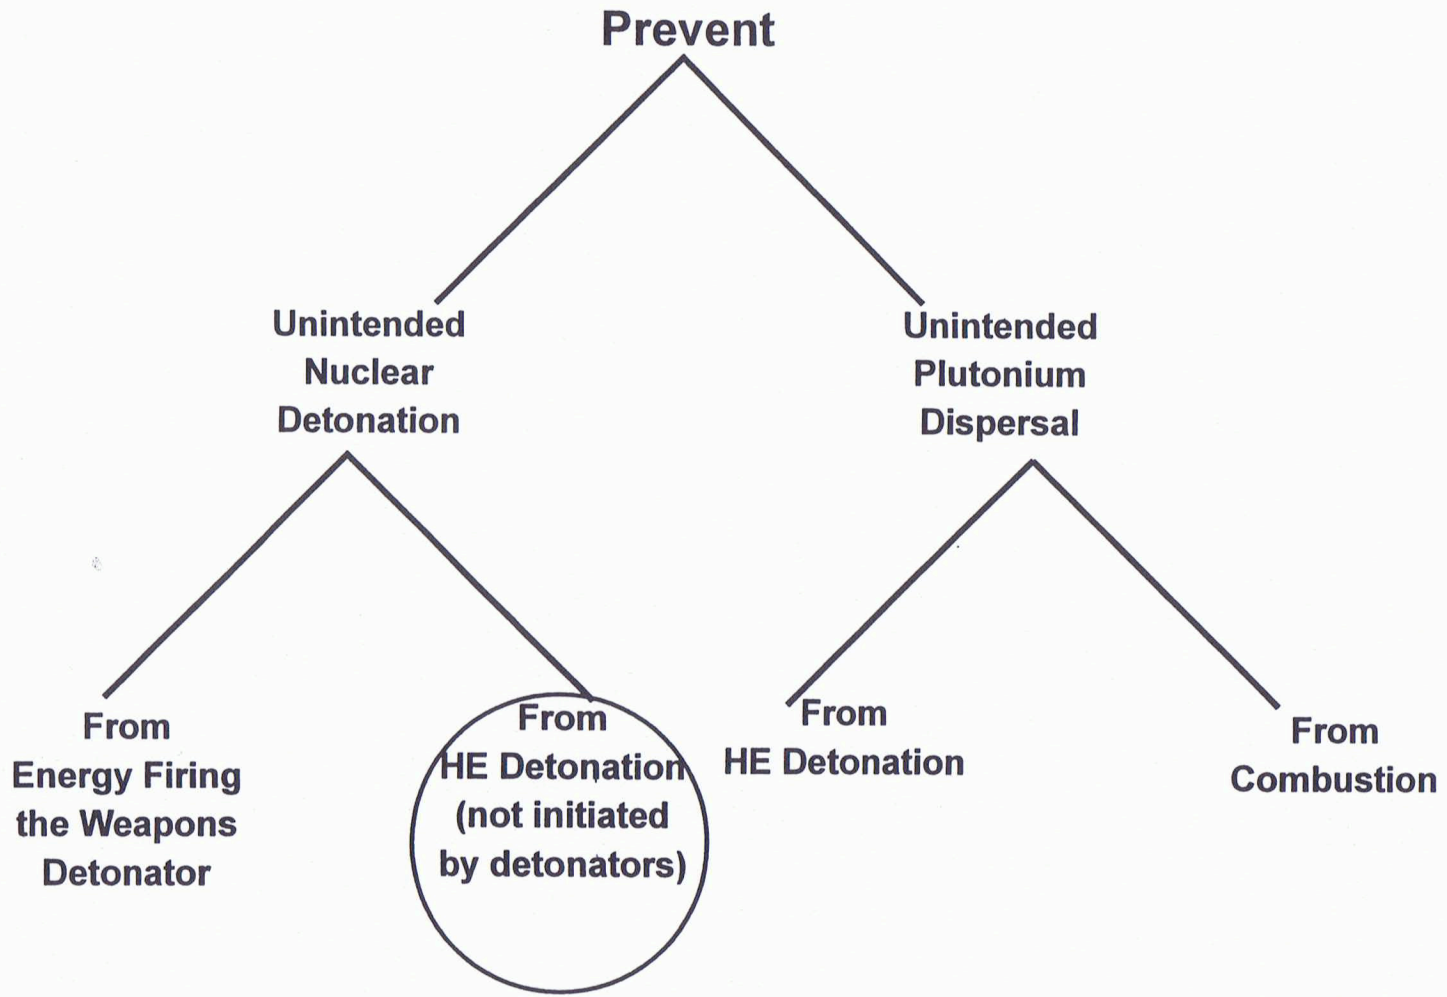 Prevent
Unintended
Nuclear
Detonation
Unintended
Plutonium
Dispersal
From
Energy Firing
the Weapons
Detonator
From
HE Detonation
(not initiated
by detonators)
From
HE Detonation
From
Combustion